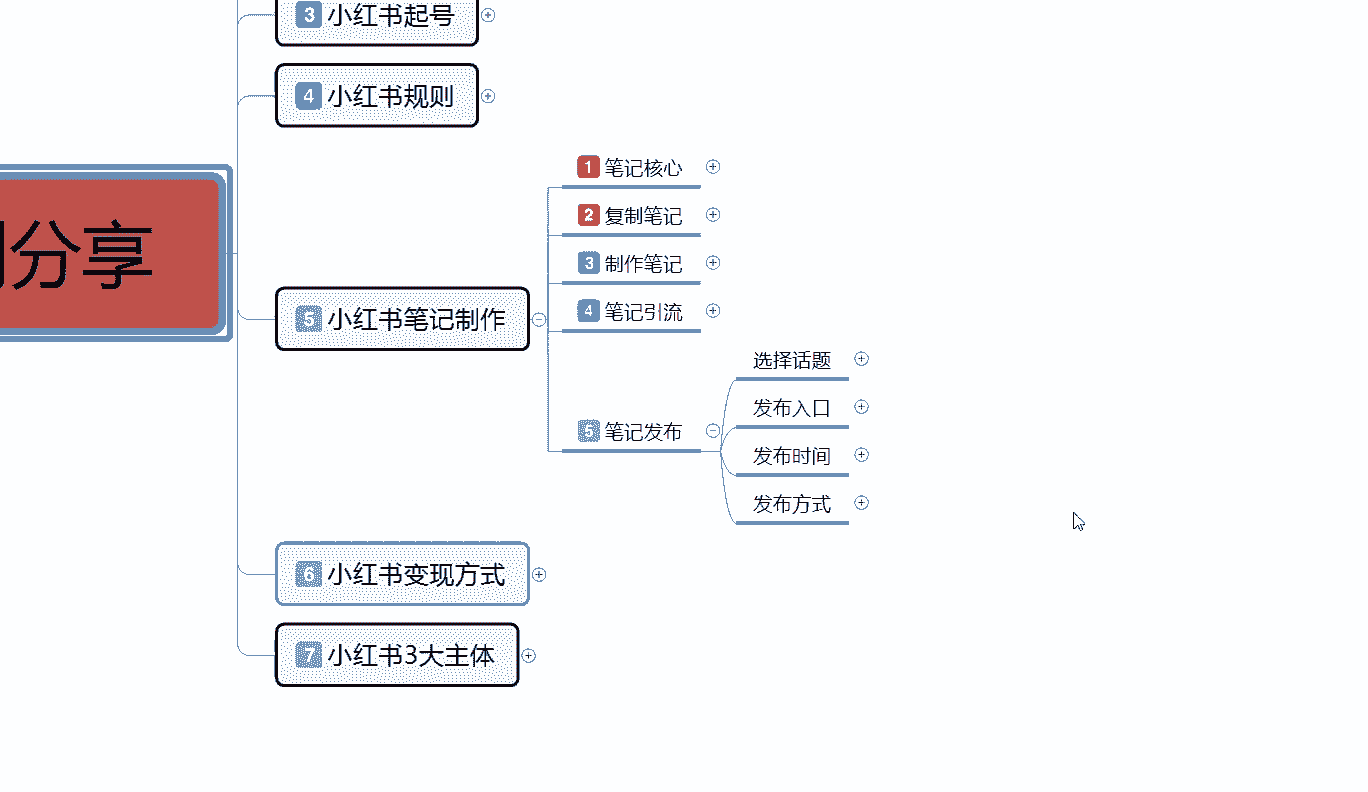 3 小红书起号
4 小红书规则
分享
5 小红书笔记制作
1 笔记核心
2 复制笔记
3 制作笔记
4 笔记引流
5 笔记发布
选择话题
发布入口
发布时间
发布方式
6 小红书变现方式
7 小红书3大主体